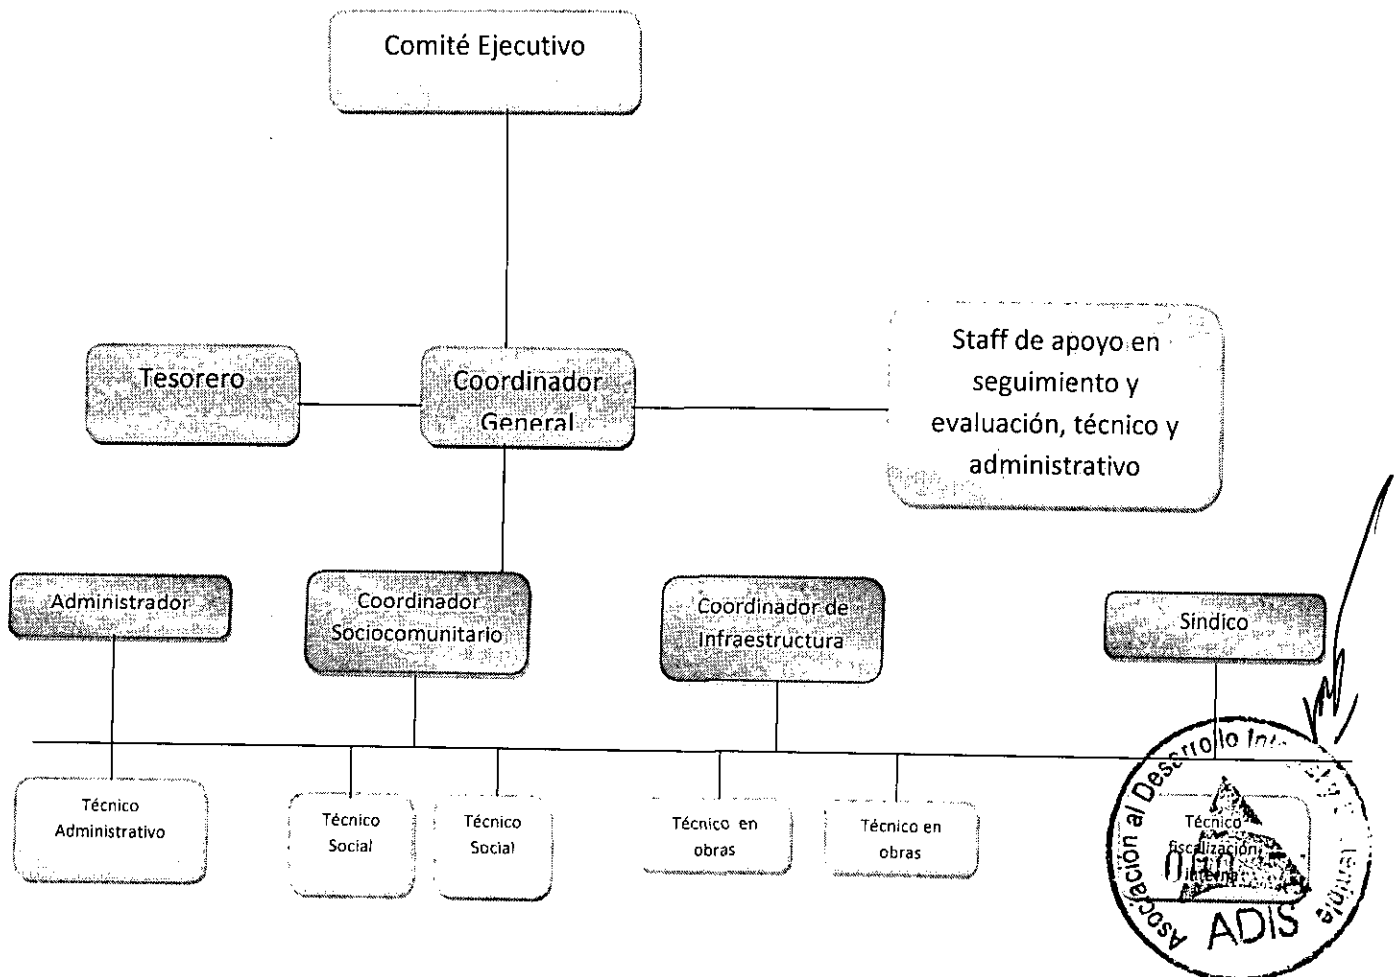 Comité Ejecutivo
Tesorero
Coordinador
General
Staff de apoyo en
seguimiento y
evaluación, técnico y
administrativo
Administrador
Coordinador
Sociocomunitario
Coordinador de
Infraestructura
Síndico
Técnico
Administrativo
Técnico
Social
Técnico
Social
Técnico en
obras
Técnico en
obras
Técnico
fiscalización
interna
Asociación al Desarrollo
ADIS